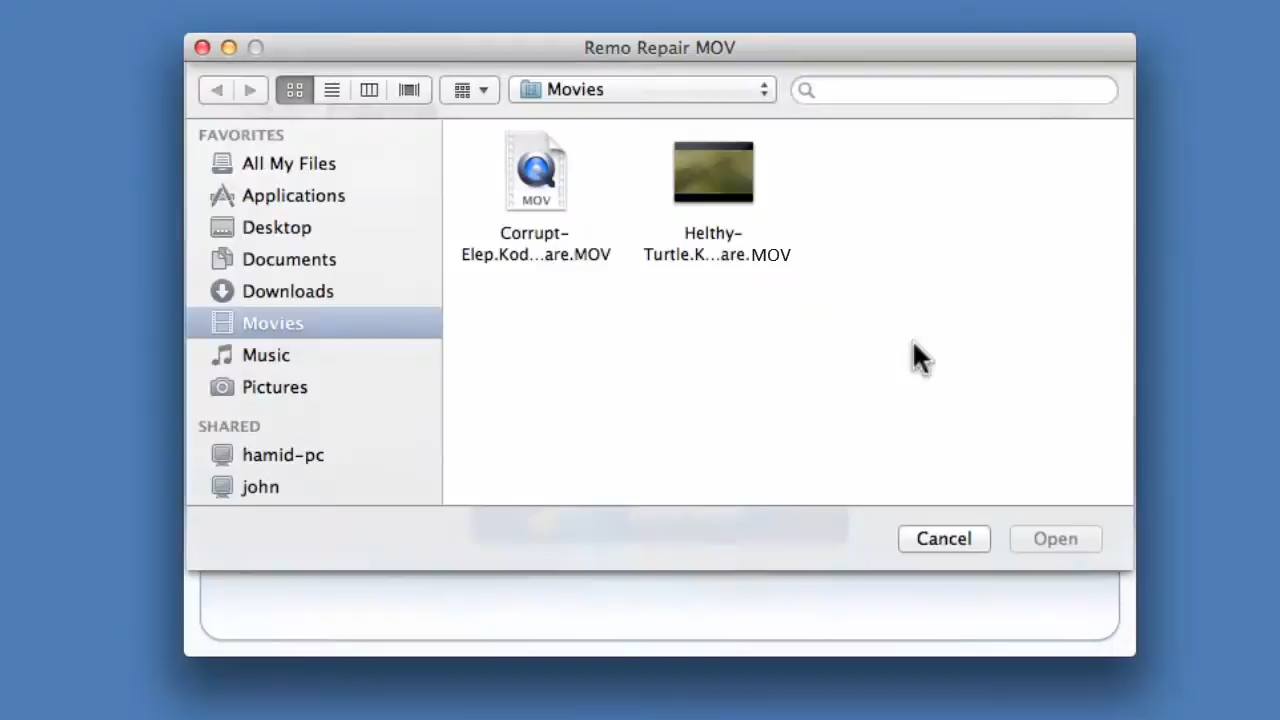 Remo Repair MOV
Movies
FAVORITES
All My Files
Applications
Desktop
Documents
Downloads
Movies
Music
Pictures
SHARED
hamid-pc
john
MOV
Corrupt-
Elep.Kod...are.MOV
Helthy-
Turtle.K...are.MOV
Cancel
Open